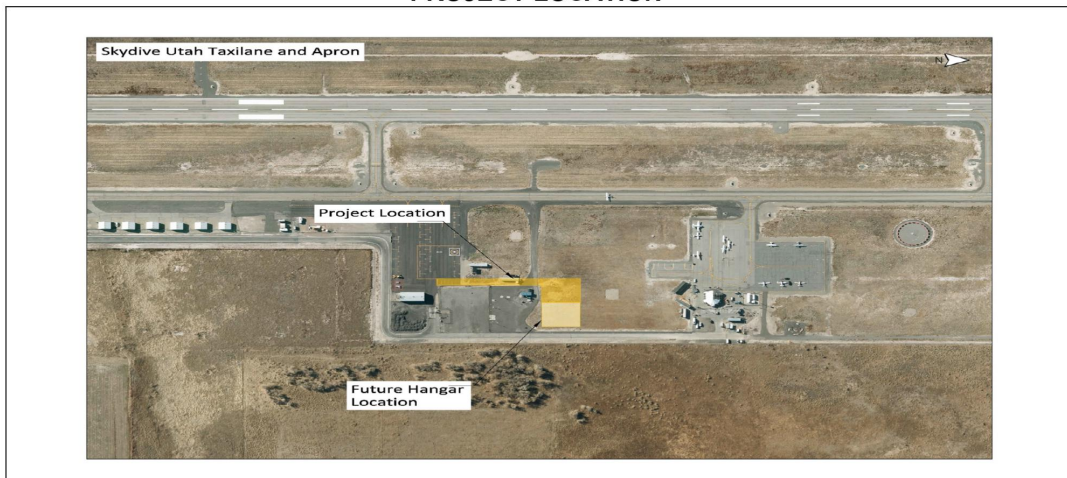 Skydive Utah Taxilane and Apron
N
Project Location
Future Hangar
Location